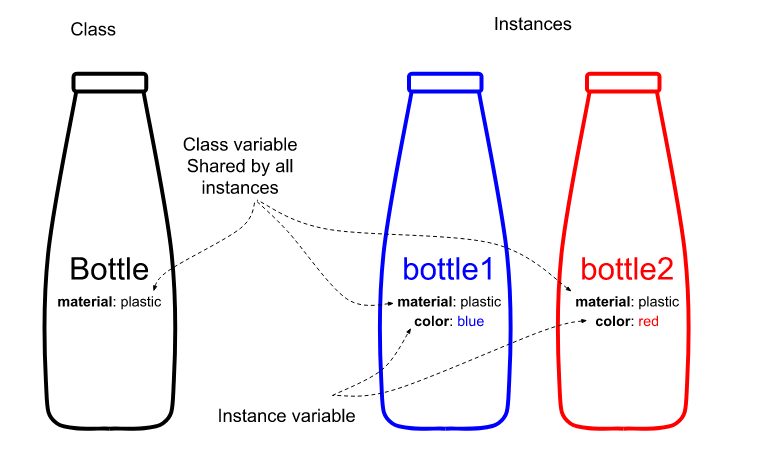 Class
Instances
Class variable
Shared by all
instances
Bottle
material: plastic
bottle1
material: plastic
color: blue
bottle2
material: plastic
color: red
Instance variable